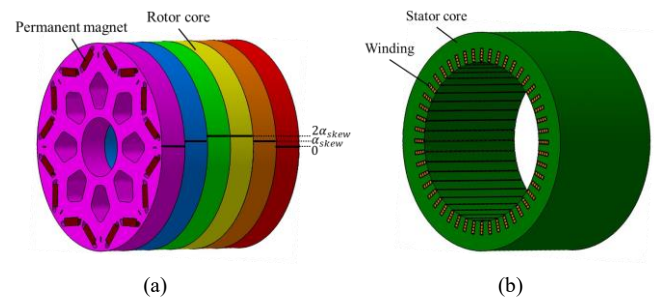 Permanent magnet
Rotor core
2α_skew
α_skew
0
(a)
Stator core
Winding
(b)